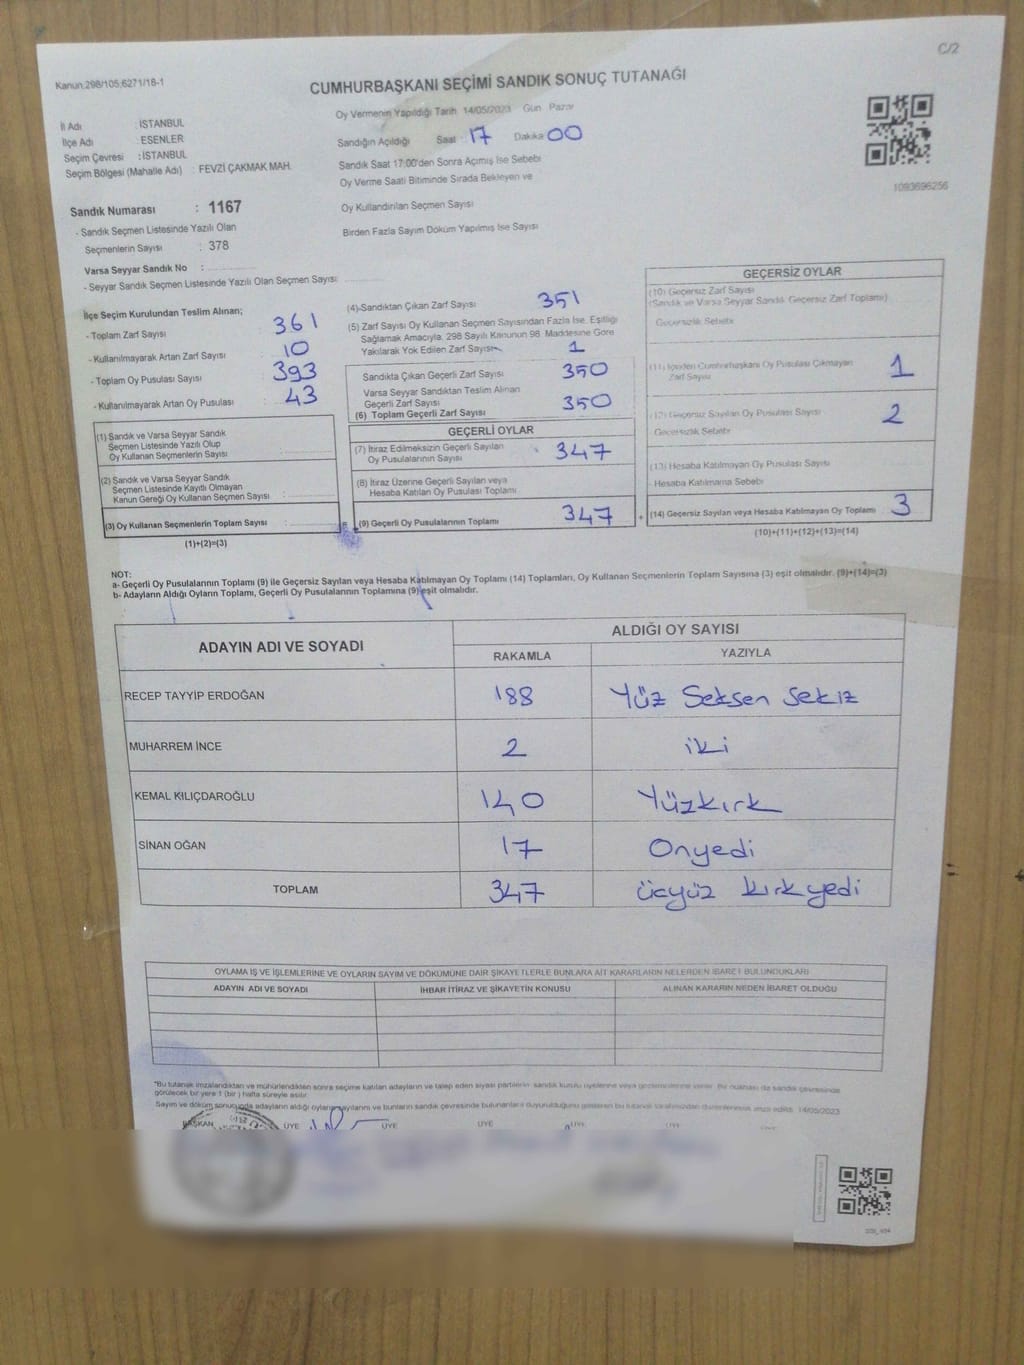 C/2
Kanun:298/105;6271/18-1
CUMHURBAŞKANI SEÇİMİ SANDIK SONUÇ TUTANAĞI
Oy Vermenin Yapıldığı Tarih 14/05/2023 Gün Pazar
İl Adı : İSTANBUL
İlçe Adı : ESENLER
Seçim Çevresi : İSTANBUL
Seçim Bölgesi (Mahalle Adı) : FEVZİ ÇAKMAK MAH.
Sandığın Açıldığı Saat : 17 Dakika 00
Sandık Saat 17:00'den Sonra Açımış İse Sebebi
Oy Verme Saati Bitiminde Sırada Bekleyen ve
Oy Kullandırılan Seçmen Sayısı
Birden Fazla Sayım Döküm Yapılmış İse Sayısı
1093696256
Sandık Numarası : 1167
- Sandık Seçmen Listesinde Yazılı Olan
Seçmenlerin Sayısı : 378
Varsa Seyyar Sandık No :
- Seyyar Sandık Seçmen Listesinde Yazılı Olan Seçmen Sayısı:
İlçe Seçim Kurulundan Teslim Alınan;
- Toplam Zarf Sayısı : 361
- Kullanılmayarak Artan Zarf Sayısı : 10
- Toplam Oy Pusulası Sayısı : 393
- Kullanılmayarak Artan Oy Pusulası : 43
(1) Sandık ve Varsa Seyyar Sandık
Seçmen Listesinde Yazılı Olup
Oy Kullanan Seçmenlerin Sayısı :
(2) Sandık ve Varsa Seyyar Sandık
Seçmen Listesinde Kayıtlı Olmayan
Kanun Gereği Oy Kullanan Seçmen Sayısı :
(3) Oy Kullanan Seçmenlerin Toplam Sayısı :
(1)+(2)=(3)
(4)-Sandıktan Çıkan Zarf Sayısı 351
(5) Zarf Sayısı Oy Kullanan Seçmen Sayısından Fazla İse, Eşitliği
Sağlamak Amacıyla, 298 Sayılı Kanunun 98. Maddesine Göre
Yakılarak Yok Edilen Zarf Sayısı 1
Sandıkta Çıkan Geçerli Zarf Sayısı 350
Varsa Seyyar Sandıktan Teslim Alınan
Geçerli Zarf Sayısı
(6) Toplam Geçerli Zarf Sayısı 350
GEÇERLİ OYLAR
(7) İtiraz Edilmeksizin Geçerli Sayılan
Oy Pusulalarının Sayısı 347
(8) İtiraz Üzerine Geçerli Sayılan veya
Hesaba Katılan Oy Pusulası Toplamı
(9) Geçerli Oy Pusulalarının Toplamı 347
GEÇERSİZ OYLAR
(10) Geçersiz Zarf Sayısı
(Sandık ve Varsa Seyyar Sandık Geçersiz Zarf Toplamı)
Geçersizlik Sebebi
(11) İçinden Cumhurbaşkanı Oy Pusulası Çıkmayan
Zarf Sayısı 1
(12) Geçersiz Sayılan Oy Pusulası Sayısı 2
Geçersizlik Sebebi
(13) Hesaba Katılmayan Oy Pusulası Sayısı
Hesaba Katılmama Sebebi
+ (14) Geçersiz Sayılan veya Hesaba Katılmayan Oy Toplamı 3
(10)+(11)+(12)+(13)=(14)
NOT:
a- Geçerli Oy Pusulalarının Toplamı (9) ile Geçersiz Sayılan veya Hesaba Katılmayan Oy Toplamı (14) Toplamları, Oy Kullanan Seçmenlerin Toplam Sayısına (3) eşit olmalıdır. (9)+(14)=(3)
b- Adayların Aldığı Oyların Toplamı, Geçerli Oy Pusulalarının Toplamına (9) eşit olmalıdır.
ADAYIN ADI VE SOYADI ALDIĞI OY SAYISI
RAKAMLA YAZIYLA
RECEP TAYYİP ERDOĞAN 188 Yüz Seksen Sekiz
MUHARREM İNCE 2 iki
KEMAL KILIÇDAROĞLU 140 Yüzkırk
SİNAN OĞAN 17 Onyedi
TOPLAM 347 üçyüz kırkyedi
OYLAMA İŞ VE İŞLEMLERİNE VE OYLARIN SAYIM VE DÖKÜMÜNE DAİR ŞİKAYETLERLE BUNLARA AİT KARARLARIN NELERDEN İBARET BULUNDUKLARI
ADAYIN ADI VE SOYADI İHBAR İTİRAZ VE ŞİKAYETİN KONUSU ALINAN KARARIN NEDEN İBARET OLDUĞU
*Bu tutanak imzalandıktan ve mühürlendikten sonra seçime katılan adayların ve talep eden siyasi partilerin sandık kurulu üyelerine veya gözlemcilerine verilir. Bir nüshası da sandık çevresinde
görülecek bir yere 1 (bir) hafta süreyle asılır.
Sayım ve döküm sonucunda adayların aldığı oyların sayılarını ve bunların sandık çevresinde bulunanlara duyurulduğunu gösteren bu tutanak tarafımızdan düzenlenerek imza edildi. 14/05/2023
BAŞKAN ÜYE ÜYE ÜYE ÜYE ÜYE ÜYE